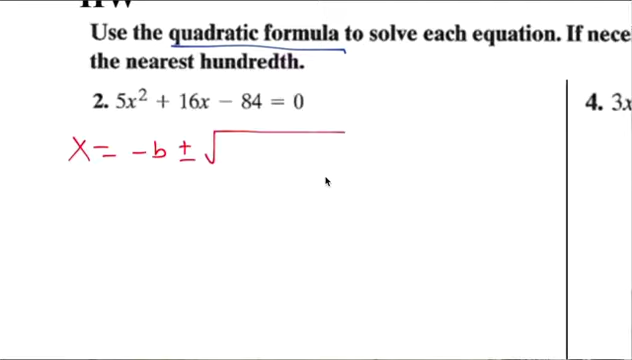 Use the quadratic formula to solve each equation. If nece
the nearest hundredth.
2. 5x² + 16x − 84 = 0
4. 3x
x = -b ± √